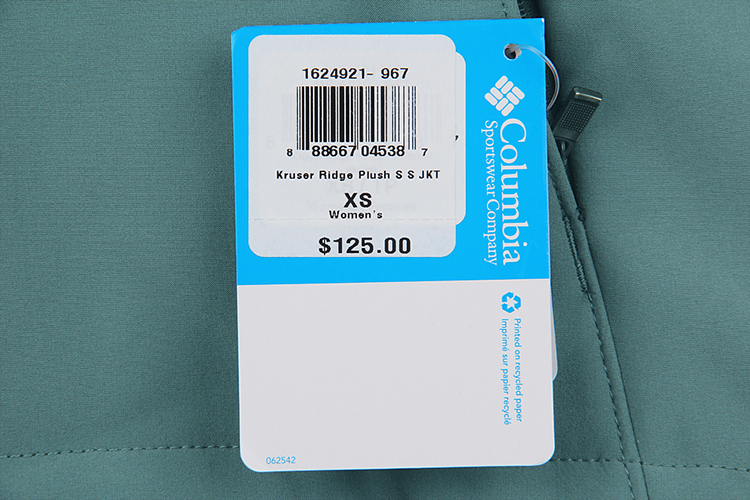 1624921- 967
8 88667 04538 7
Kruser Ridge Plush S S JKT
XS
Women's
$125.00
Columbia
Sportswear Company
Printed on recycled paper
Imprimé sur papier recyclé
062542